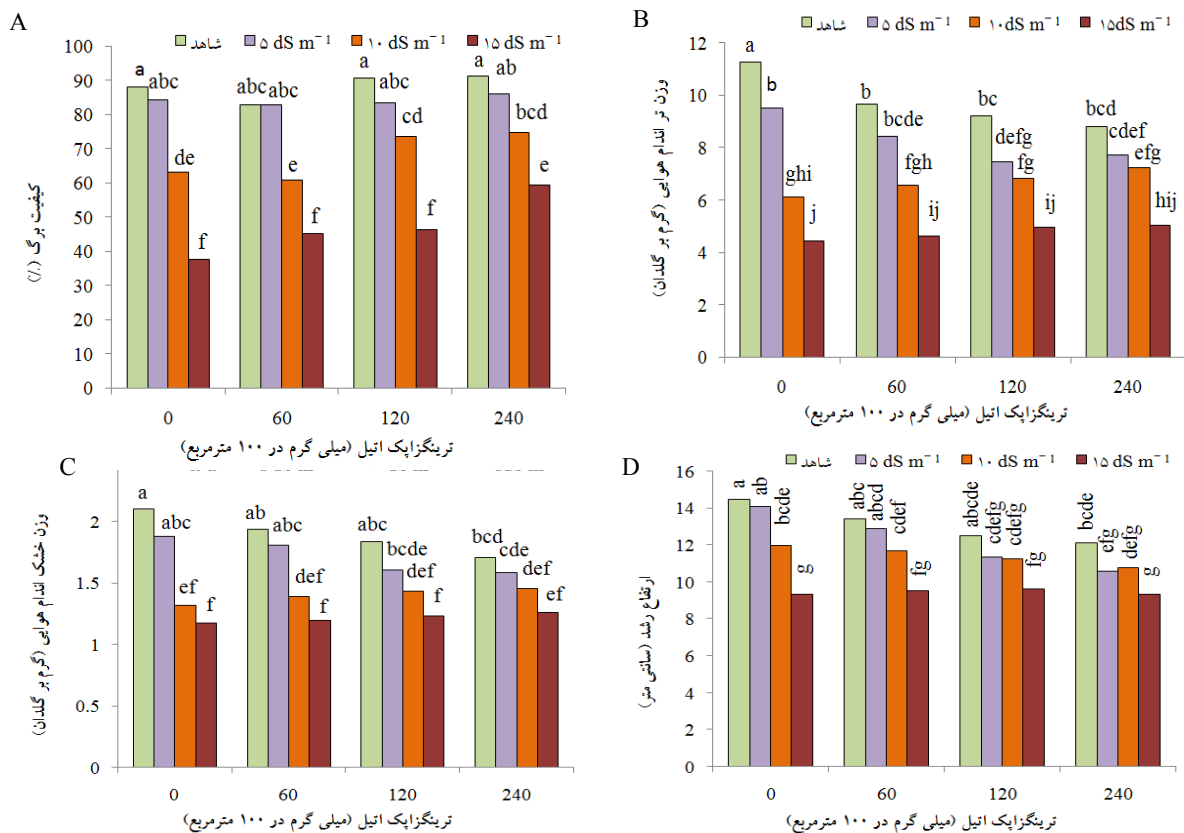 A
شاهد ۵ dS m⁻¹ ۱۰ dS m⁻¹ ۱۵ dS m⁻¹
کیفیت برگ (٪)
100
90
80
70
60
50
40
30
20
10
0
a abc de f
abc abc e f
a abc cd f
a ab bcd e
0 60 120 240
ترینگزاپک اتیل (میلی گرم در ۱۰۰ مترمربع)
B
شاهد ۵ dS m⁻¹ ۱۰dS m⁻¹ ۱۵dS m⁻¹
وزن تر اندام هوایی (گرم بر گلدان)
12
10
8
6
4
2
0
a b ghi j
b bcde fgh ij
bc defg fg ij
bcd cdef efg hij
0 60 120 240
ترینگزاپک اتیل (میلی گرم در ۱۰۰ مترمربع)
C
وزن خشک اندام هوایی (گرم بر گلدان)
2
1.5
1
0.5
0
a abc ef f
ab abc def f
abc bcde def f
bcd cde def ef
0 60 120 240
ترینگزاپک اتیل (میلی گرم در ۱۰۰ مترمربع)
D
شاهد ۵ dS m⁻¹ ۱۰ dS m⁻¹ ۱۵ dS m⁻¹
ارتفاع رشد (سانتی متر)
16
14
12
10
8
6
4
2
0
a ab bcde g
abc abcd cdef fg
abcde cdefg cdefg fg
bcde efg defg g
0 60 120 240
ترینگزاپک اتیل (میلی گرم در ۱۰۰ مترمربع)